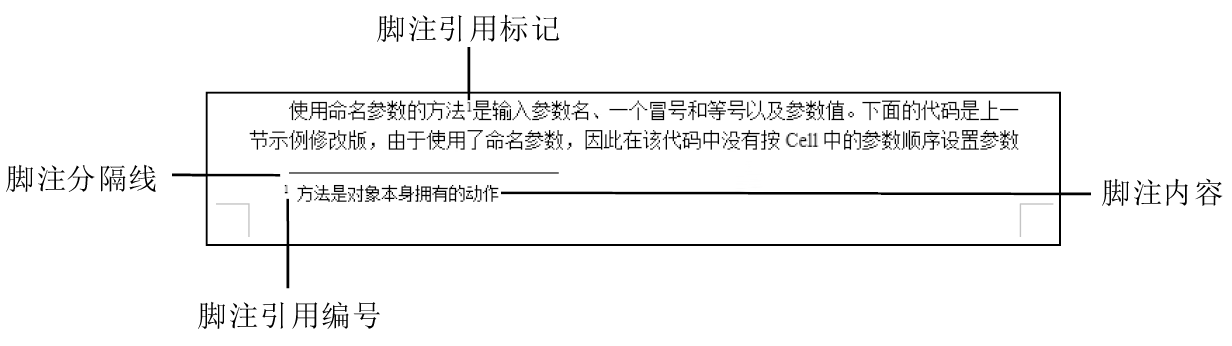 脚注引用标记
使用命名参数的方法¹是输入参数名、一个冒号和等号以及参数值。下面的代码是上一
节示例修改版，由于使用了命名参数，因此在该代码中没有按 Cell 中的参数顺序设置参数
脚注分隔线
¹ 方法是对象本身拥有的动作
脚注内容
脚注引用编号